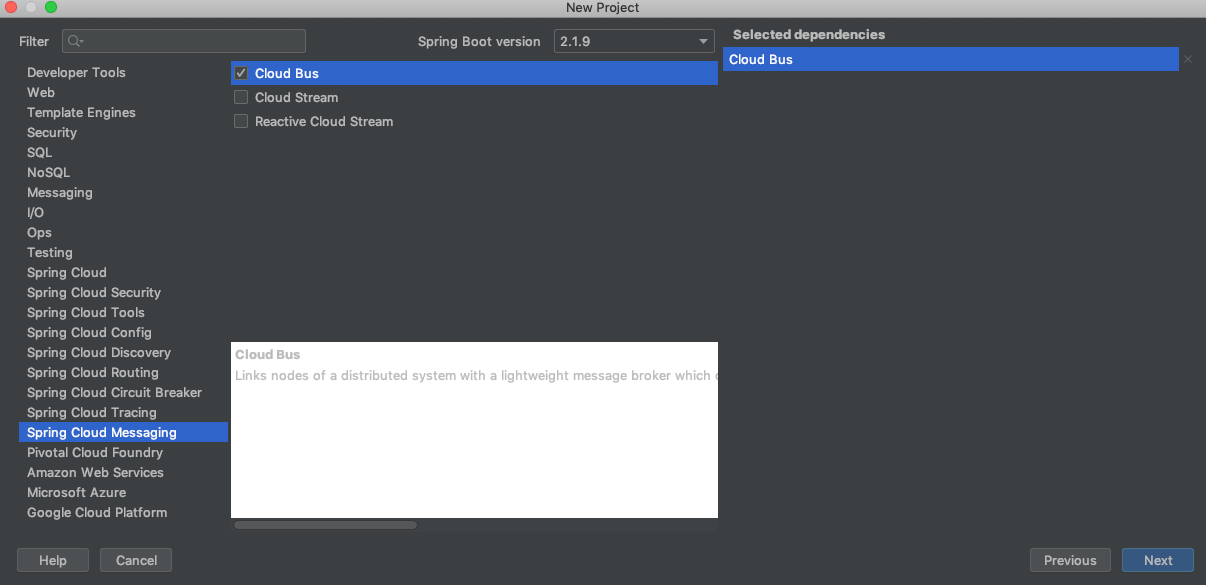 New Project
Filter
Spring Boot version 2.1.9
Selected dependencies
Developer Tools
Web
Template Engines
Security
SQL
NoSQL
Messaging
I/O
Ops
Testing
Spring Cloud
Spring Cloud Security
Spring Cloud Tools
Spring Cloud Config
Spring Cloud Discovery
Spring Cloud Routing
Spring Cloud Circuit Breaker
Spring Cloud Tracing
Spring Cloud Messaging
Pivotal Cloud Foundry
Amazon Web Services
Microsoft Azure
Google Cloud Platform
Cloud Bus
Cloud Stream
Reactive Cloud Stream
Cloud Bus
Links nodes of a distributed system with a lightweight message broker which
Cloud Bus
Help
Cancel
Previous
Next